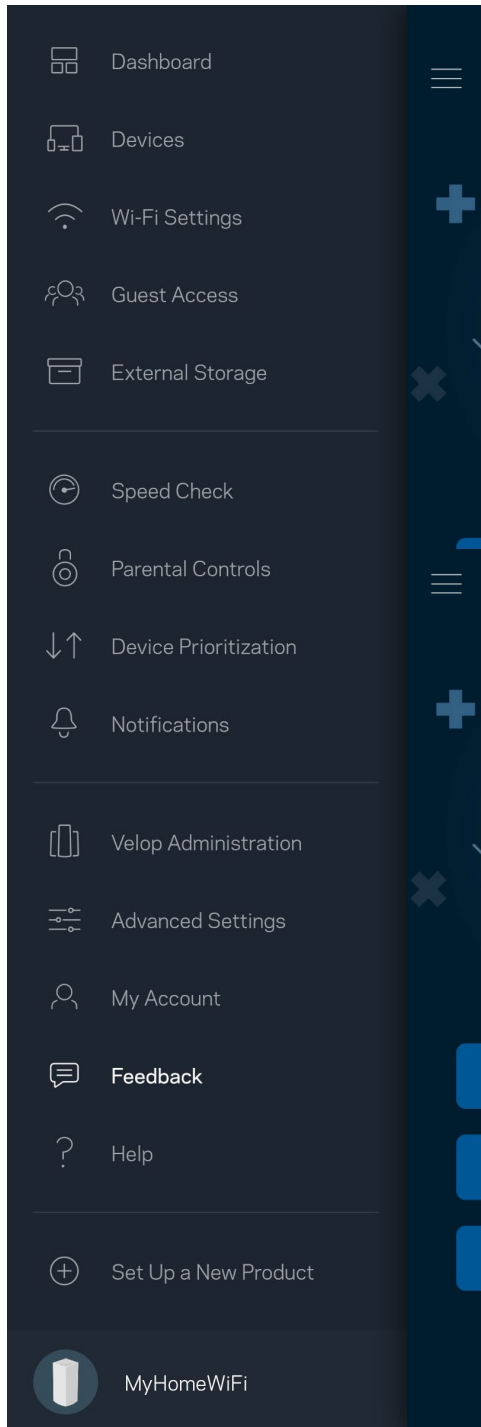 Dashboard
Devices
Wi-Fi Settings
Guest Access
External Storage
Speed Check
Parental Controls
Device Prioritization
Notifications
Velop Administration
Advanced Settings
My Account
Feedback
Help
Set Up a New Product
MyHomeWiFi